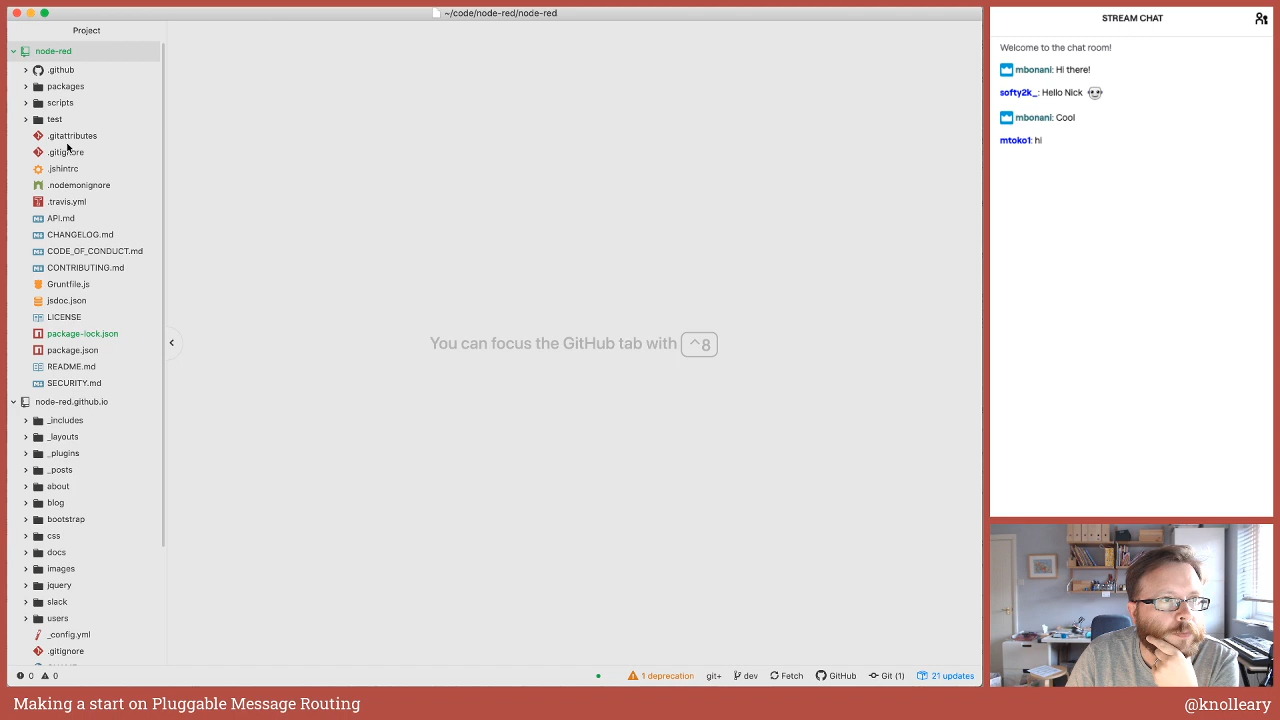 ~/code/node-red/node-red
Project
node-red
.github
packages
scripts
test
.gitattributes
.gitignore
.jshintrc
.nodemonignore
.travis.yml
API.md
CHANGELOG.md
CODE_OF_CONDUCT.md
CONTRIBUTING.md
Gruntfile.js
jsdoc.json
LICENSE
package-lock.json
package.json
README.md
SECURITY.md
node-red.github.io
_includes
_layouts
_plugins
_posts
about
blog
bootstrap
css
docs
images
jquery
slack
users
_config.yml
.gitignore
You can focus the GitHub tab with ^8
0 0
1 deprecation git+ dev Fetch GitHub Git (1) 21 updates
STREAM CHAT
Welcome to the chat room!
mbonani: Hi there!
softy2k_: Hello Nick
mbonani: Cool
mtoko1: hi
Making a start on Pluggable Message Routing
@knolleary